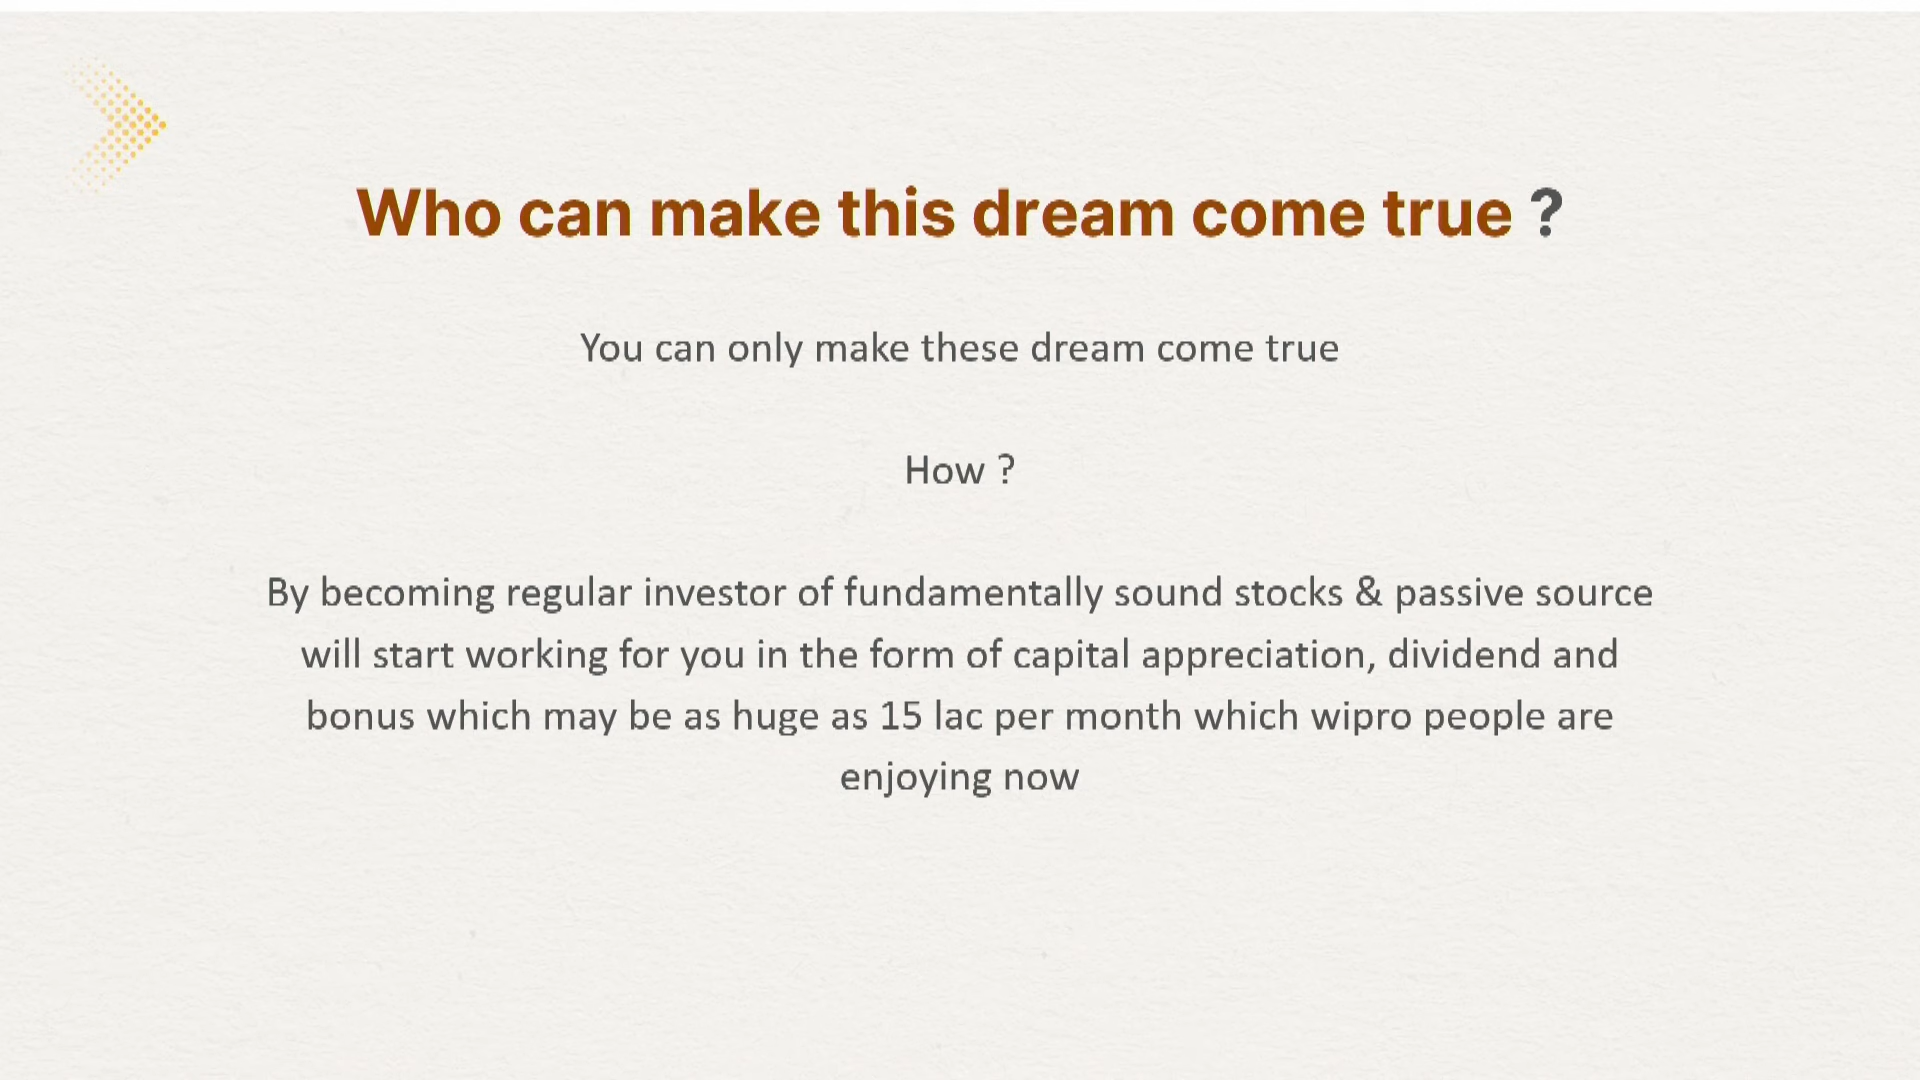 Who can make this dream come true ?
You can only make these dream come true
How ?
By becoming regular investor of fundamentally sound stocks & passive source
will start working for you in the form of capital appreciation, dividend and
bonus which may be as huge as 15 lac per month which wipro people are
enjoying now